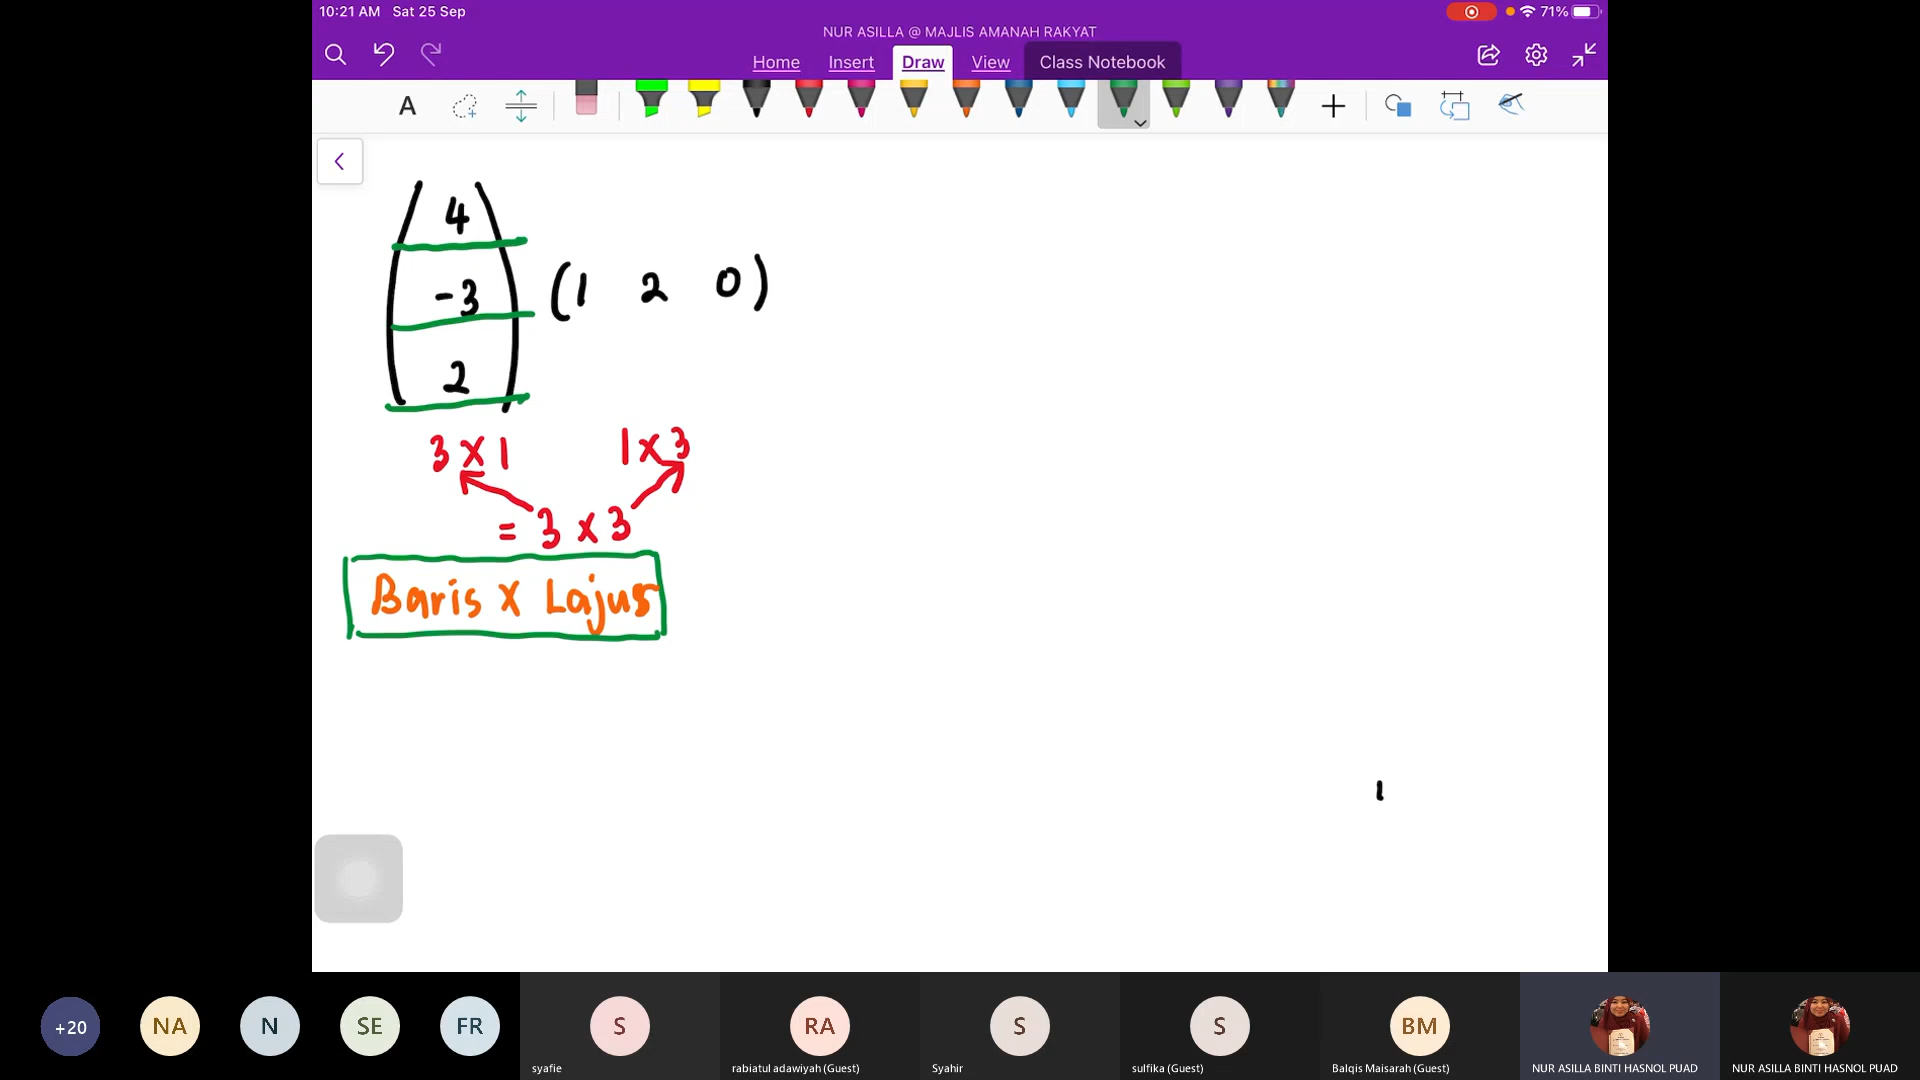 10:21 AM Sat 25 Sep
71%
NUR ASILLA @ MAJLIS AMANAH RAKYAT
Home Insert Draw View Class Notebook
A
4
-3
2
(1 2 0)
3 x 1 1 x 3
= 3 x 3
Baris X Lajur
1
+20 NA N SE FR S RA S S BM
syafie rabiatul adawiyah (Guest) Syahir sulfika (Guest) Balqis Maisarah (Guest) NUR ASILLA BINTI HASNOL PUAD NUR ASILLA BINTI HASNOL PUAD